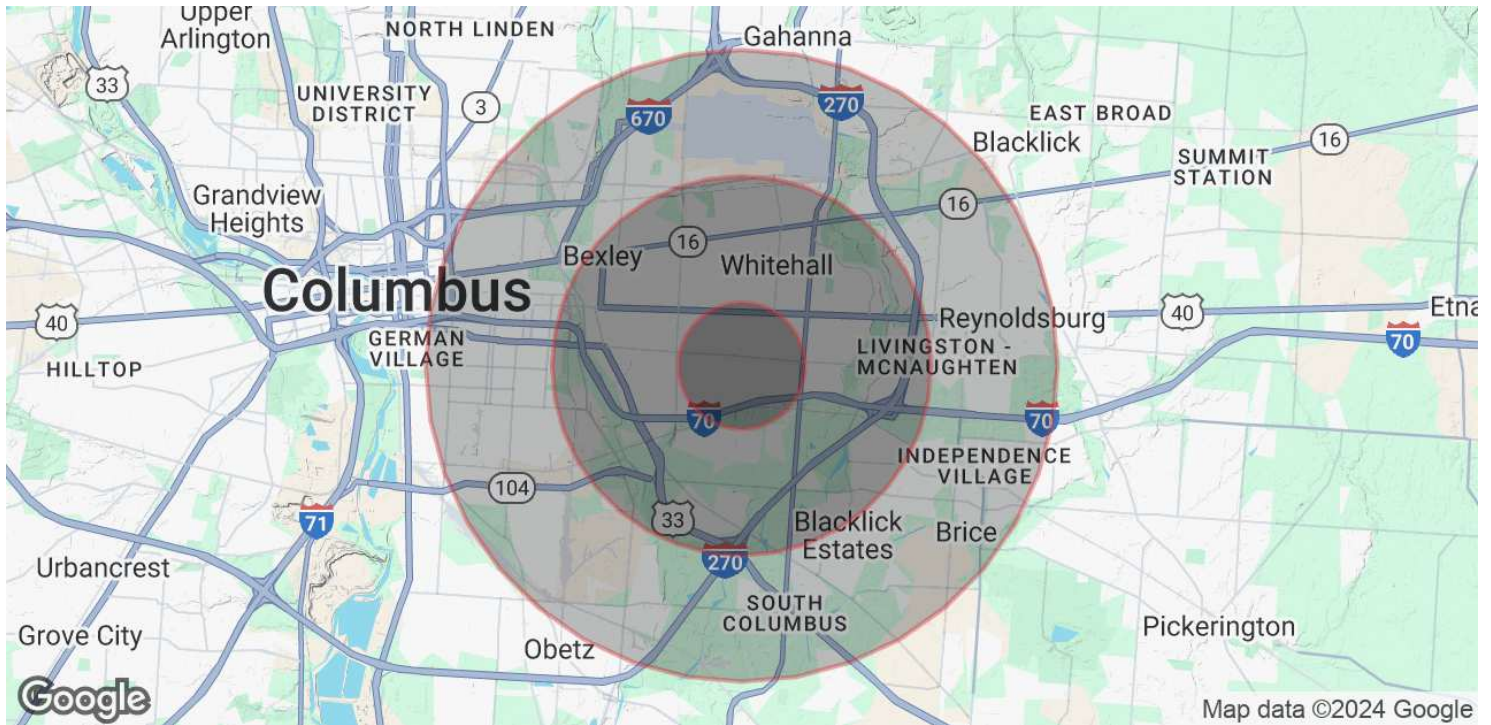 Upper
Arlington
NORTH LINDEN
Gahanna
33
UNIVERSITY
DISTRICT
3
670
270
EAST BROAD
Blacklick
16
SUMMIT
STATION
Grandview
Heights
16
Bexley
16
Whitehall
Columbus
40
GERMAN
VILLAGE
HILLTOP
Reynoldsburg
40
Etna
LIVINGSTON -
MCNAUGHTEN
70
70
70
INDEPENDENCE
VILLAGE
104
33
71
Blacklick
Estates
Brice
270
Urbancrest
SOUTH
COLUMBUS
Grove City
Obetz
Pickerington
Google
Map data ©2024 Google